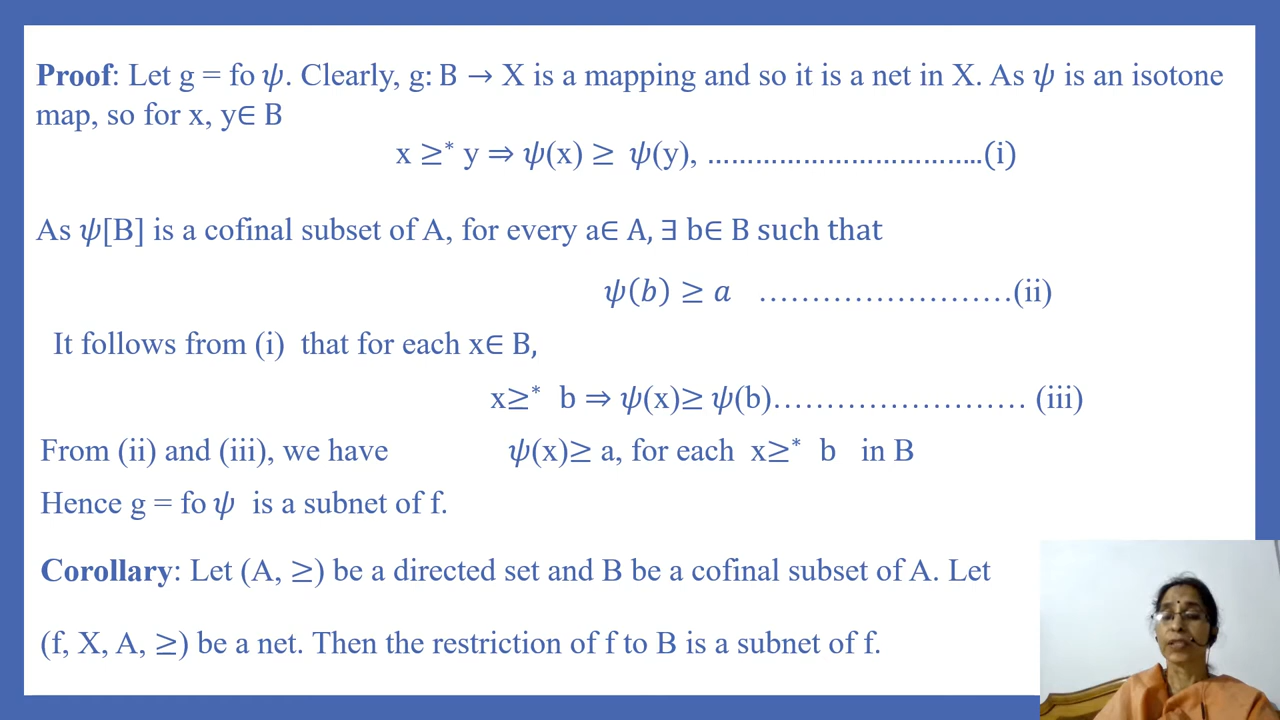 Proof: Let g = fo ψ. Clearly, g: B → X is a mapping and so it is a net in X. As ψ is an isotone
map, so for x, y∈ B
x ≥* y ⇒ ψ(x) ≥ ψ(y), ……………………………..(i)
As ψ[B] is a cofinal subset of A, for every a∈ A, ∃ b∈ B such that
ψ(b) ≥ a ……………………(ii)
It follows from (i) that for each x∈ B,
x≥* b ⇒ ψ(x)≥ ψ(b)…………………… (iii)
From (ii) and (iii), we have ψ(x)≥ a, for each x≥* b in B
Hence g = fo ψ is a subnet of f.
Corollary: Let (A, ≥) be a directed set and B be a cofinal subset of A. Let
(f, X, A, ≥) be a net. Then the restriction of f to B is a subnet of f.